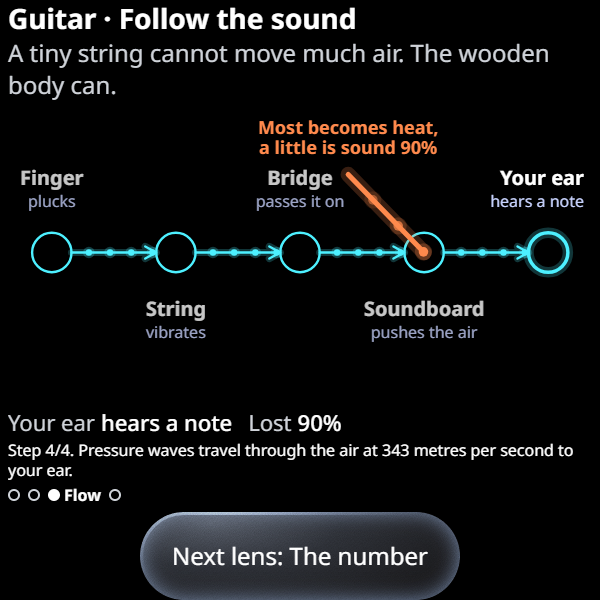 Guitar · Follow the sound
A tiny string cannot move much air. The wooden
body can.
Most becomes heat,
a little is sound 90%
Finger
plucks
Bridge
passes it on
Your ear
hears a note
String
vibrates
Soundboard
pushes the air
Your ear hears a note Lost 90%
Step 4/4. Pressure waves travel through the air at 343 metres per second to
your ear.
Flow
Next lens: The number